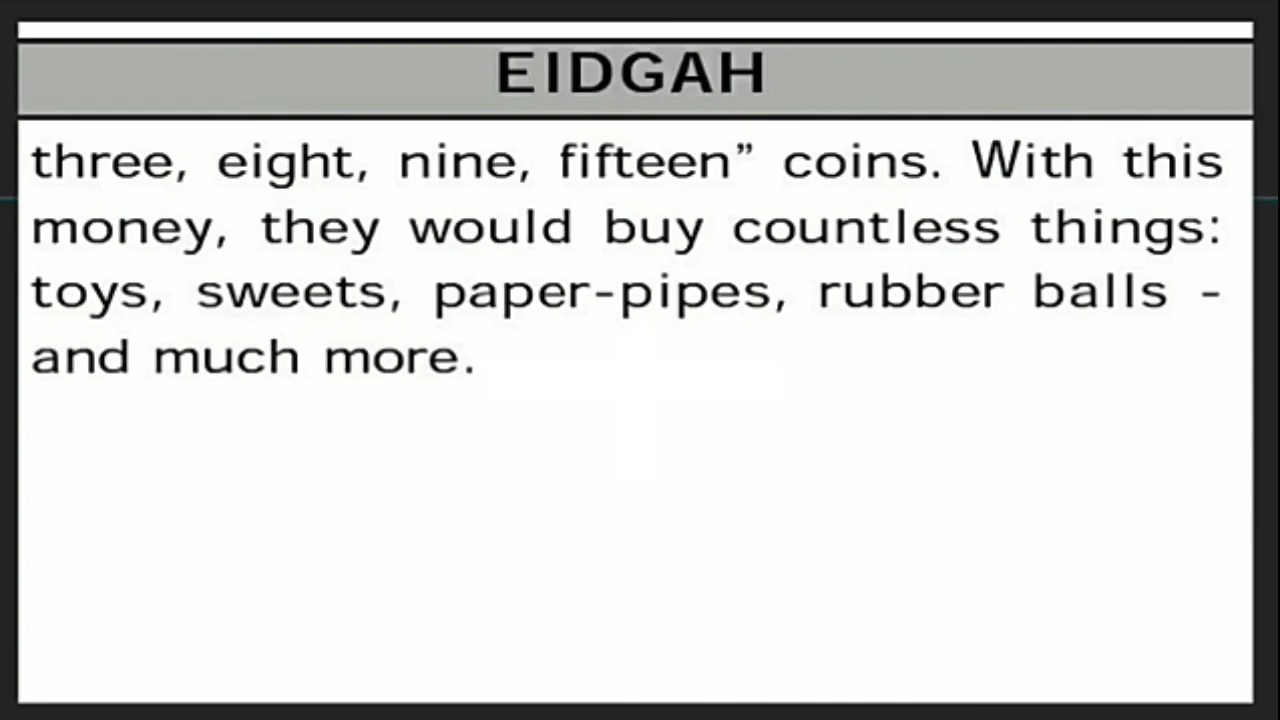 EIDGAH
three, eight, nine, fifteen” coins. With this
money, they would buy countless things:
toys, sweets, paper-pipes, rubber balls -
and much more.